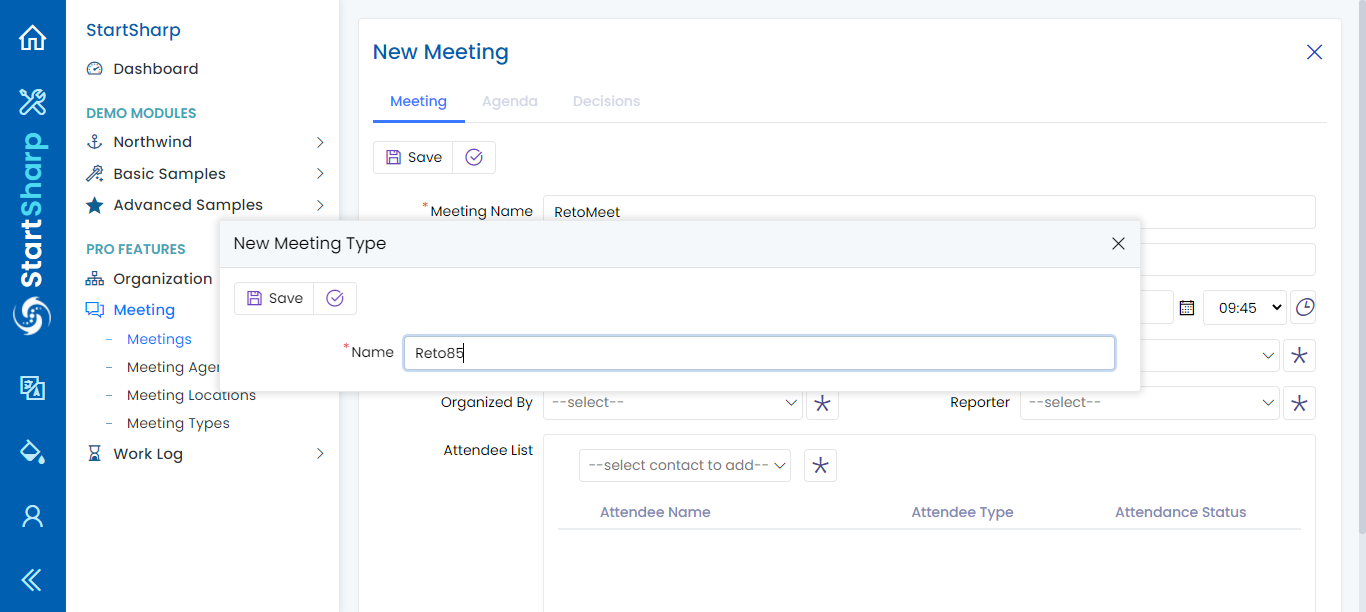 StartSharp
StartSharp
Dashboard
DEMO MODULES
Northwind
Basic Samples
Advanced Samples
PRO FEATURES
Organization
Meeting
Meetings
Meeting Agen
Meeting Locations
Meeting Types
Work Log
New Meeting
Meeting Agenda Decisions
Save
*Meeting Name RetoMeet
New Meeting Type
Save
*Name Reto85
09:45
Organized By --select-- Reporter --select--
Attendee List
--select contact to add--
Attendee Name Attendee Type Attendance Status